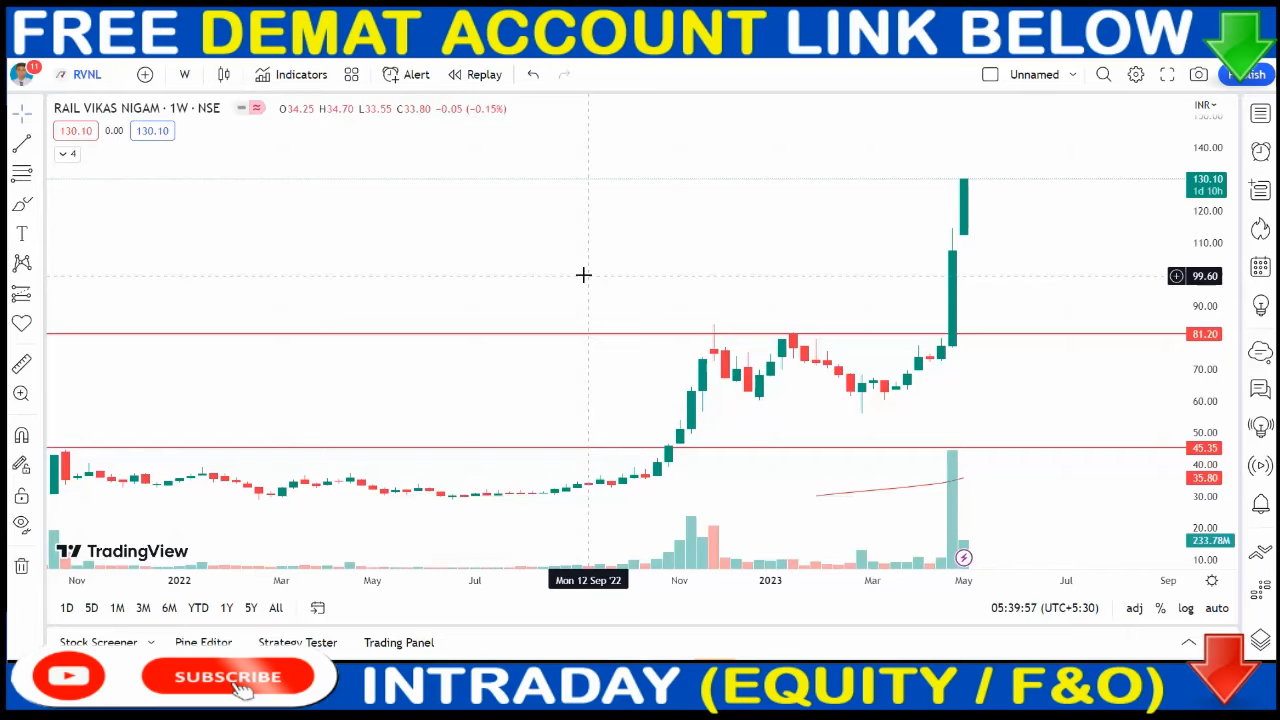 FREE DEMAT ACCOUNT LINK BELOW
11 RVNL W Indicators Alert Replay Unnamed
RAIL VIKAS NIGAM · 1W · NSE O34.25 H34.70 L33.55 C33.80 -0.05 (-0.15%) INR
130.10 0.00 130.10
4
150.00
140.00
130.10
1d 10h
120.00
110.00
99.60
90.00
81.20
70.00
60.00
50.00
45.35
40.00
35.80
30.00
20.00
233.78M
10.00
TradingView
Nov 2022 Mar May Jul Mon 12 Sep '22 Nov 2023 Mar May Jul Sep
1D 5D 1M 3M 6M YTD 1Y 5Y All 05:39:57 (UTC+5:30) adj % log auto
Stock Screener Pine Editor Strategy Tester Trading Panel
SUBSCRIBE INTRADAY (EQUITY / F&O)